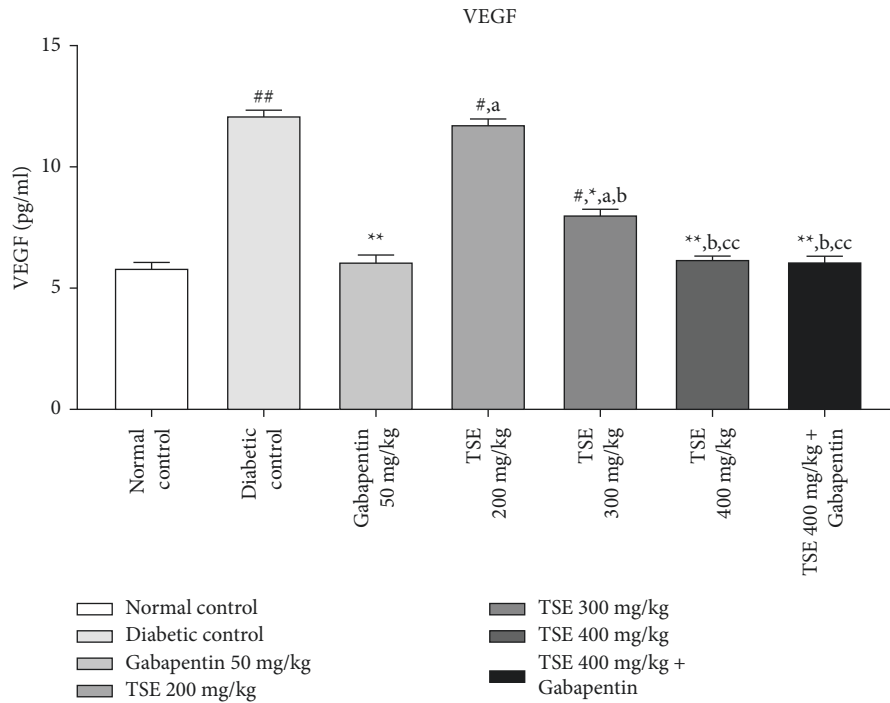 VEGF
15
10
5
0
VEGF (pg/ml)
##
**
#,a
#,*,a,b
**,b,cc
**,b,cc
Normal
control
Diabetic
control
Gabapentin
50 mg/kg
TSE
200 mg/kg
TSE
300 mg/kg
TSE
400 mg/kg
TSE 400 mg/kg +
Gabapentin
Normal control
Diabetic control
Gabapentin 50 mg/kg
TSE 200 mg/kg
TSE 300 mg/kg
TSE 400 mg/kg
TSE 400 mg/kg +
Gabapentin